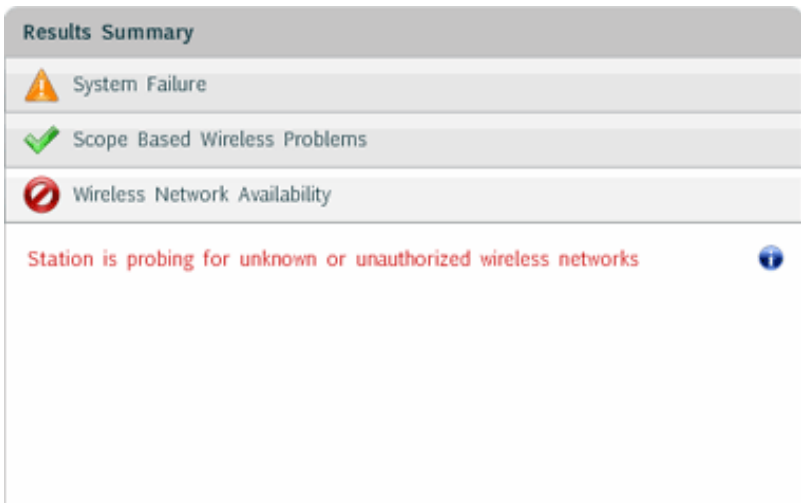 Results Summary
System Failure
Scope Based Wireless Problems
Wireless Network Availability
Station is probing for unknown or unauthorized wireless networks